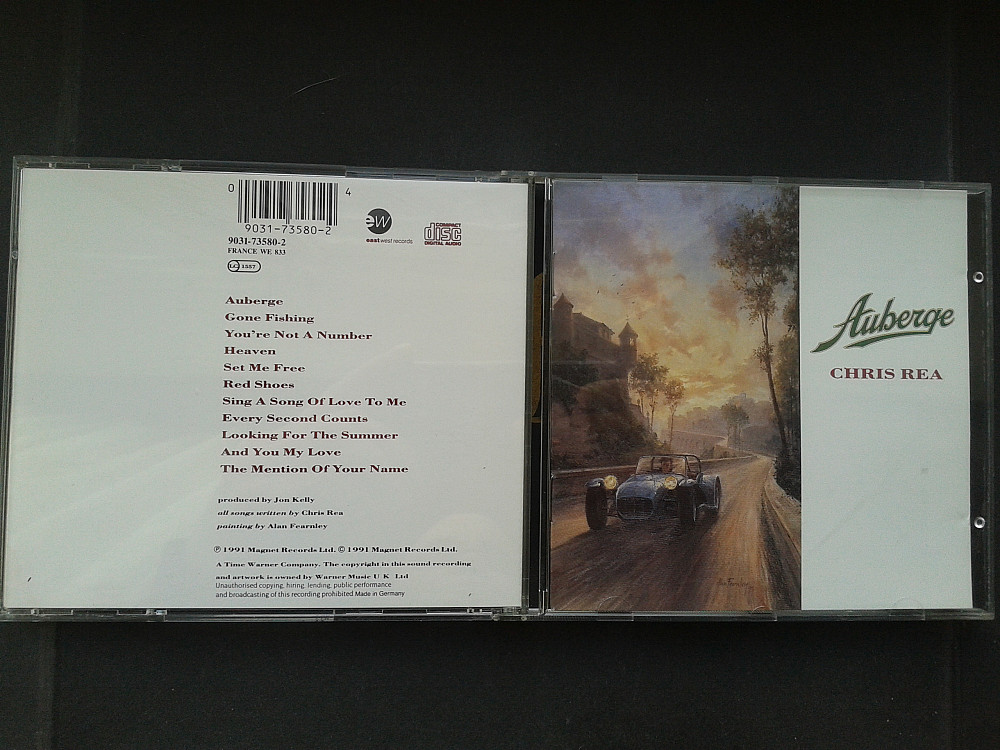 0
4
9031-73580-2
9031-73580-2
FRANCE WE 833
LC 1557
ew
eastwest records
COMPACT
disc
DIGITAL AUDIO
Auberge
Gone Fishing
You're Not A Number
Heaven
Set Me Free
Red Shoes
Sing A Song Of Love To Me
Every Second Counts
Looking For The Summer
And You My Love
The Mention Of Your Name
produced by Jon Kelly
all songs written by Chris Rea
painting by Alan Fearnley
℗ 1991 Magnet Records Ltd. © 1991 Magnet Records Ltd.
A Time Warner Company. The copyright in this sound recording
and artwork is owned by Warner Music U K Ltd
Unauthorised copying, hiring, lending, public performance
and broadcasting of this recording prohibited Made in Germany
Auberge
CHRIS REA